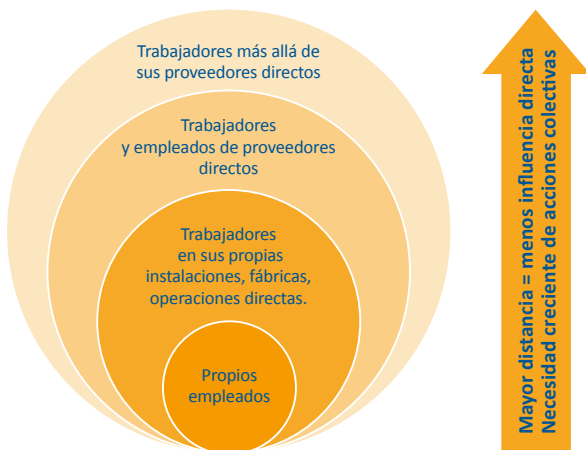 Trabajadores más allá de
sus proveedores directos
Trabajadores
y empleados de proveedores
directos
Trabajadores
en sus propias
instalaciones, fábricas,
operaciones directas.
Propios
empleados
Mayor distancia = menos influencia directa
Necesidad creciente de acciones colectivas